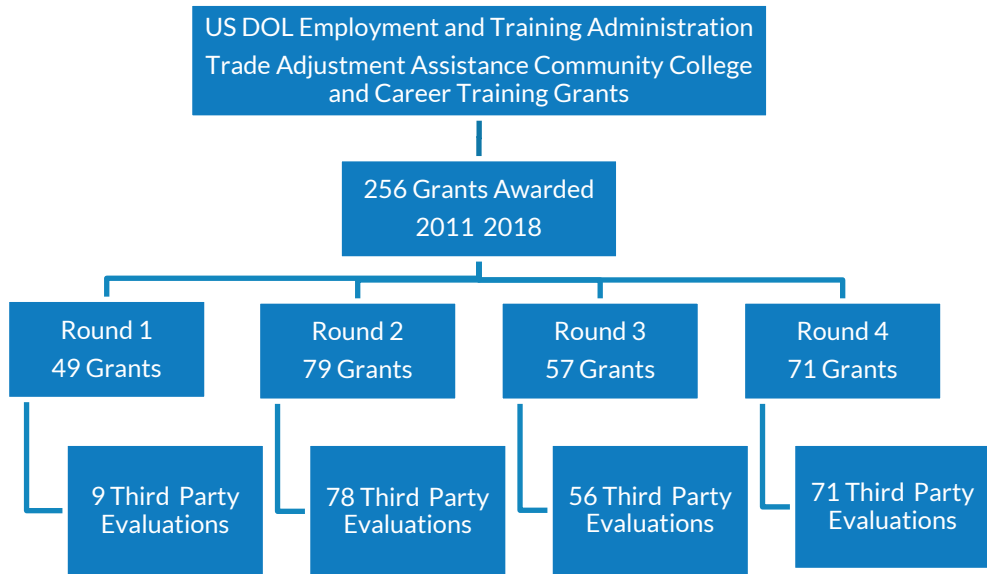 US DOL Employment and Training Administration
Trade Adjustment Assistance Community College
and Career Training Grants
256 Grants Awarded
2011 2018
Round 1
49 Grants
Round 2
79 Grants
Round 3
57 Grants
Round 4
71 Grants
9 Third Party
Evaluations
78 Third Party
Evaluations
56 Third Party
Evaluations
71 Third Party
Evaluations